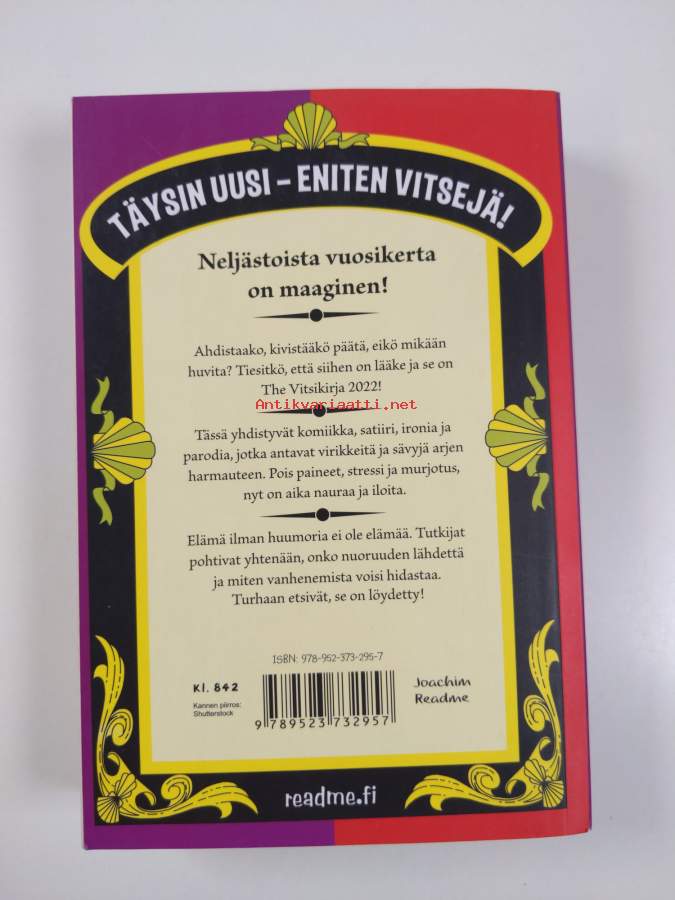 TÄYSIN UUSI – ENITEN VITSEJÄ!
Neljästoista vuosikerta
on maaginen!
Ahdistaako, kivistääkö päätä, eikö mikään
huvita? Tiesitkö, että siihen on lääke ja se on
The Vitsikirja 2022!
Antikvariaatti.net
Tässä yhdistyvät komiikka, satiiri, ironia ja
parodia, jotka antavat virikkeitä ja sävyjä arjen
harmauteen. Pois paineet, stressi ja murjotus,
nyt on aika nauraa ja iloita.
Elämä ilman huumoria ei ole elämää. Tutkijat
pohtivat yhtenään, onko nuoruuden lähdettä
ja miten vanhenemista voisi hidastaa.
Turhaan etsivät, se on löydetty!
ISBN: 978-952-373-295-7
Kl. 842
Kannen piirros:
Shutterstock
9 789523 732957
Joachim
Readme
readme.fi